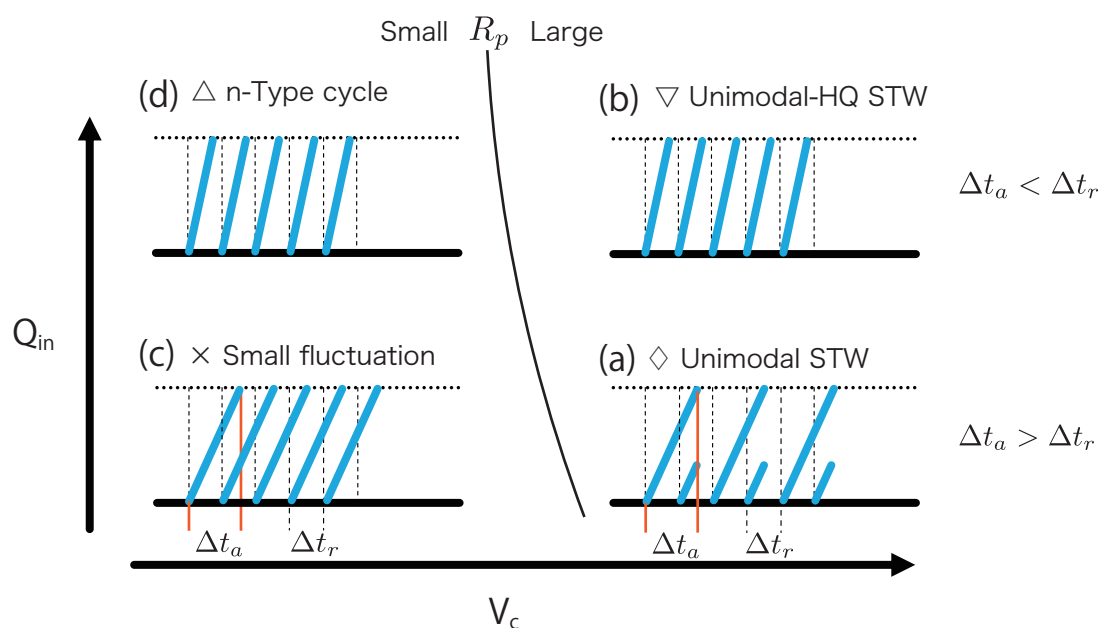 Small R_p Large
(d) △ n-Type cycle
(b) ▽ Unimodal-HQ STW
Δt_a < Δt_r
Q_in
(c) × Small fluctuation
(a) ◇ Unimodal STW
Δt_a > Δt_r
Δt_a Δt_r
Δt_a Δt_r
V_c